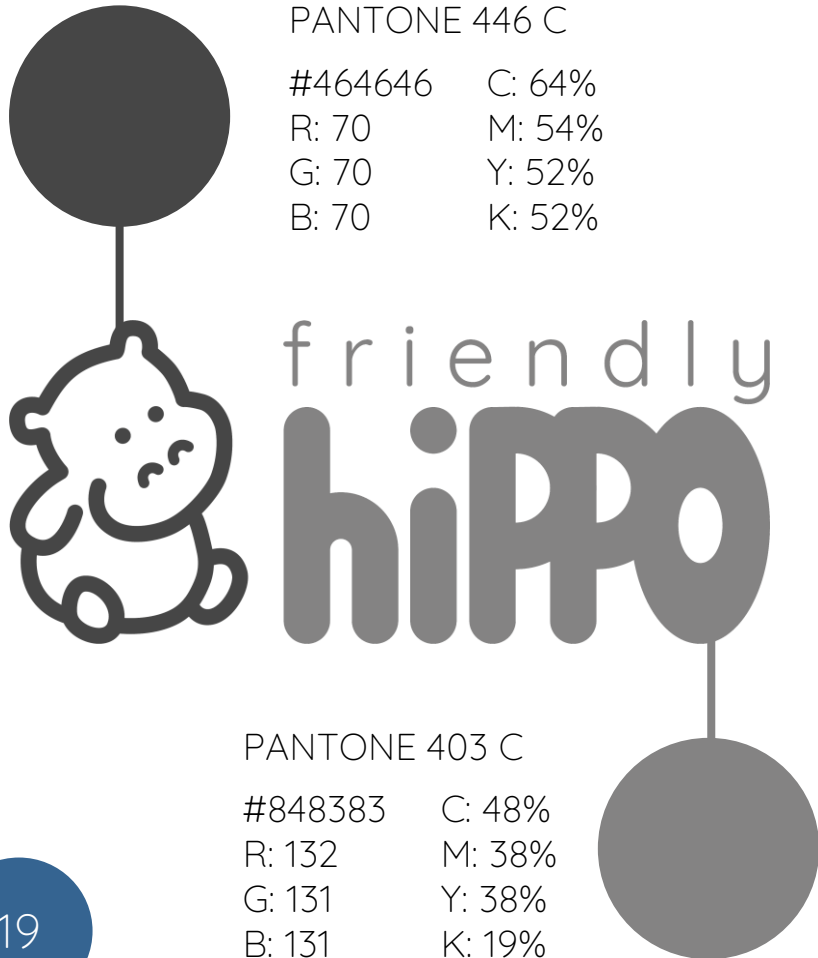 PANTONE 446 C
#464646 C: 64%
R: 70 M: 54%
G: 70 Y: 52%
B: 70 K: 52%
friendly
hiPPO
PANTONE 403 C
#848383 C: 48%
R: 132 M: 38%
G: 131 Y: 38%
B: 131 K: 19%
19